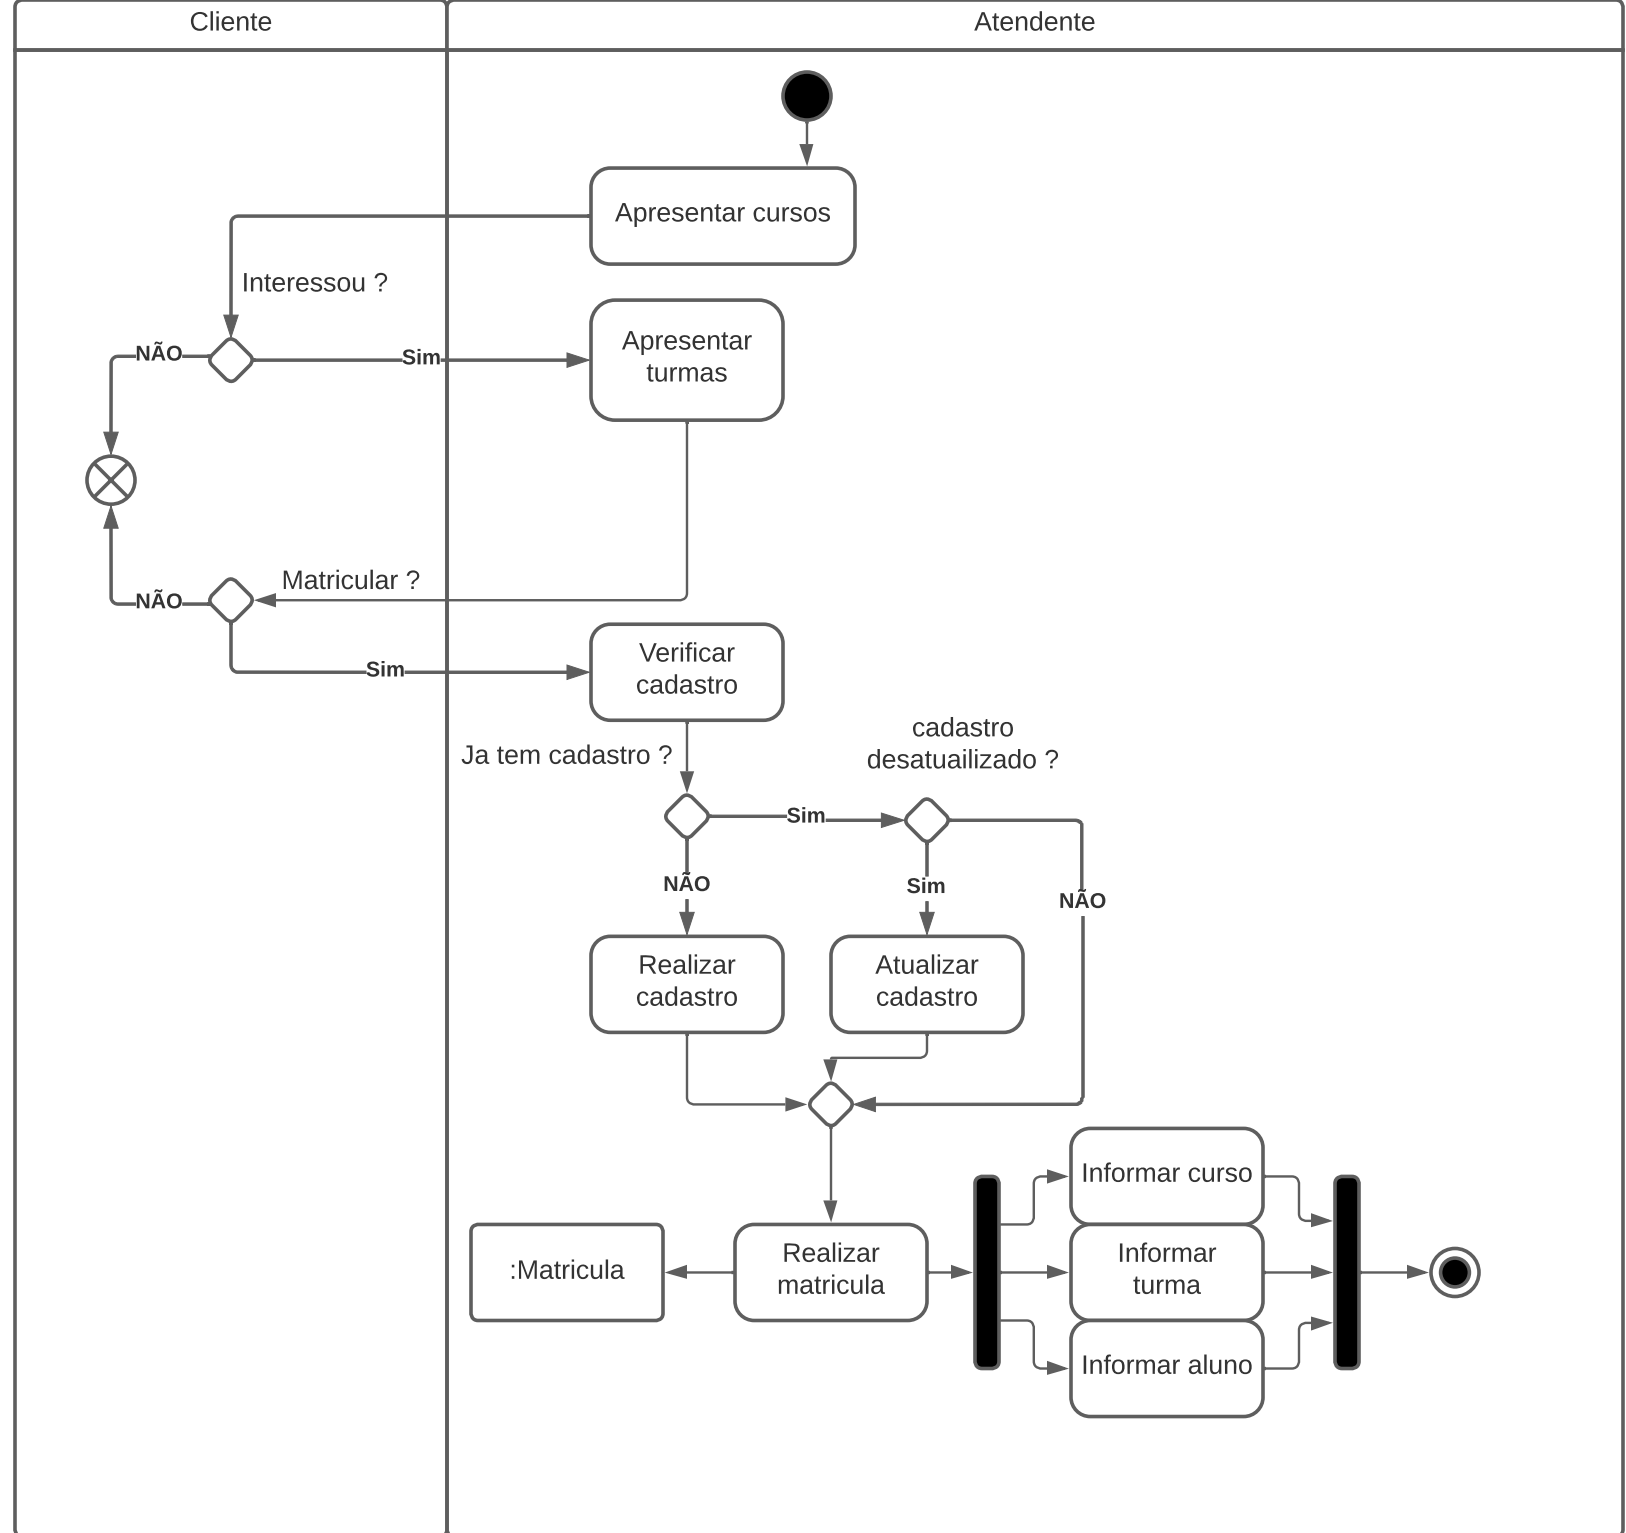 Cliente
Atendente
Apresentar cursos
Interessou ?
Apresentar
turmas
NÃO
Sim
Matricular ?
NÃO
Sim
Verificar
cadastro
Ja tem cadastro ?
cadastro
desatuailizado ?
Sim
NÃO
Sim
NÃO
Realizar
cadastro
Atualizar
cadastro
Informar curso
:Matricula
Realizar
matricula
Informar
turma
Informar aluno